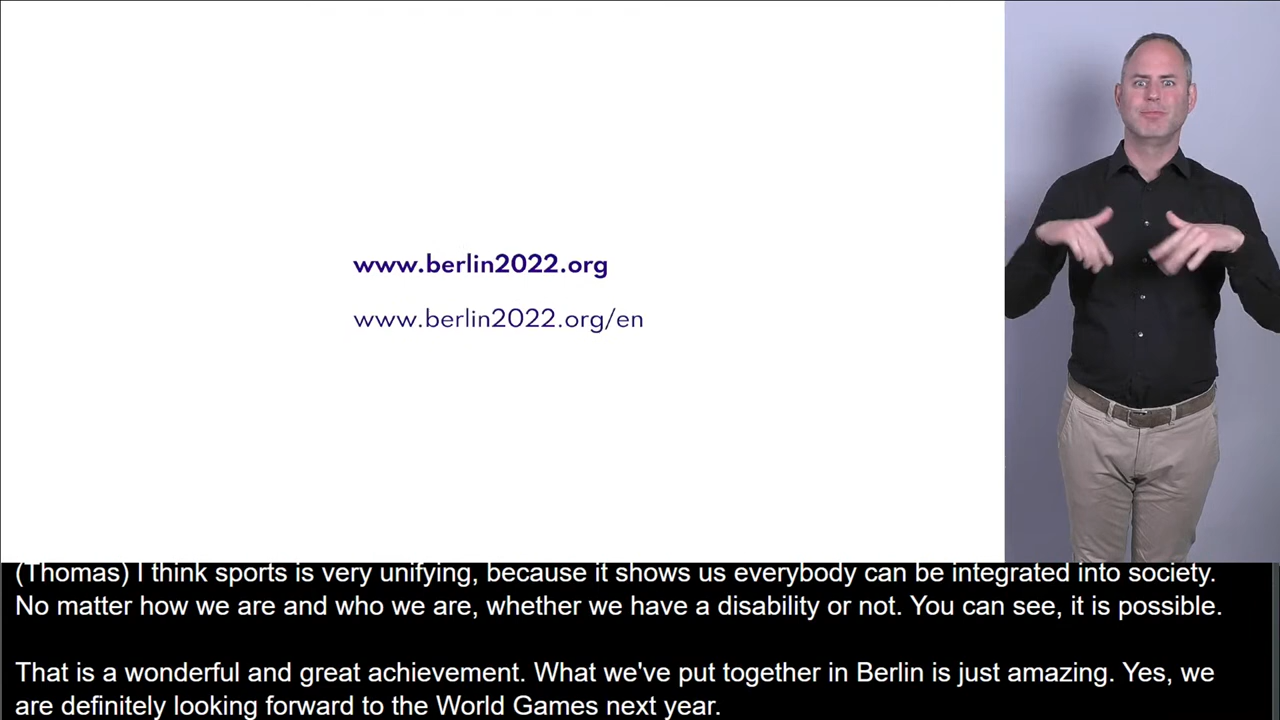 www.berlin2022.org
www.berlin2022.org/en
(Thomas) I think sports is very unifying, because it shows us everybody can be integrated into society.
No matter how we are and who we are, whether we have a disability or not. You can see, it is possible.
That is a wonderful and great achievement. What we've put together in Berlin is just amazing. Yes, we
are definitely looking forward to the World Games next year.